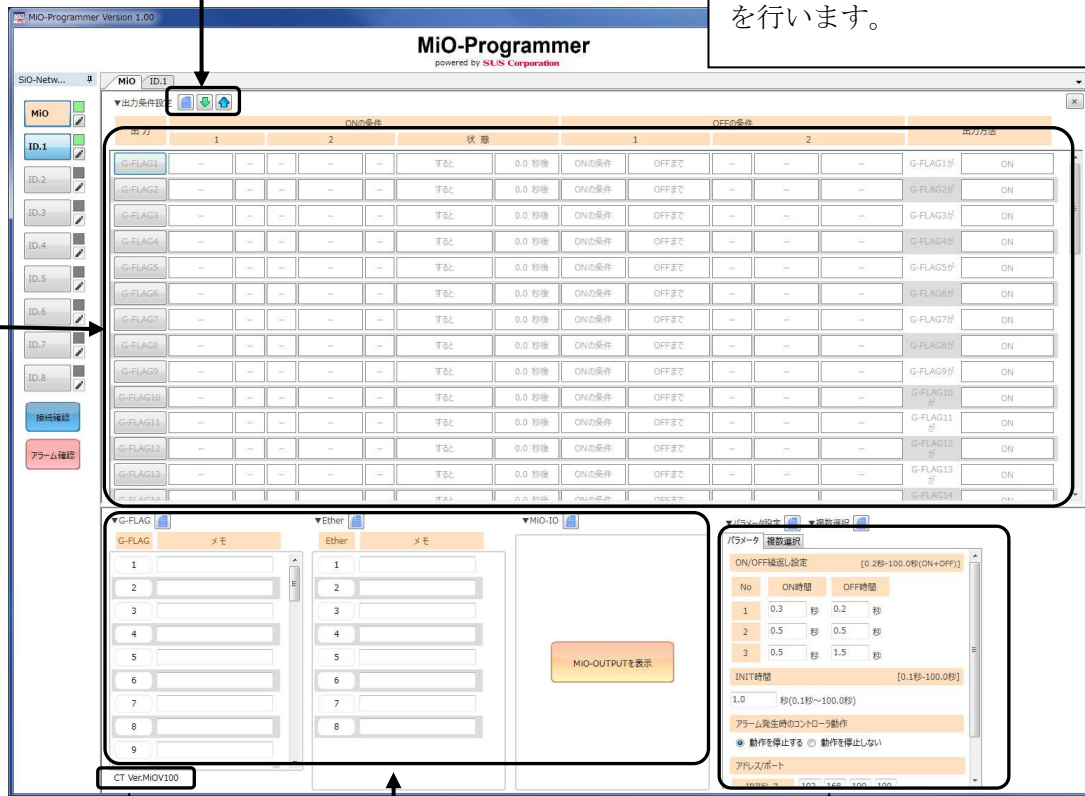 を行います。
MiO-Programmer Version 1.00
MiO-Programmer
powered by SUS Corporation
SiO-Netw...
MiO ID.1
▼出力条件設定
出 力 ONの条件 OFFの条件 出力方法
1 2 状 態 1 2
MiO
ID.1
ID.2
ID.3
ID.4
ID.5
ID.6
ID.7
ID.8
接続確認
アラーム確認
G-FLAG1 － － － － － すると 0.0 秒後 ONの条件 OFFまで － － － G-FLAG1が ON
G-FLAG2 － － － － － すると 0.0 秒後 ONの条件 OFFまで － － － G-FLAG2が ON
G-FLAG3 － － － － － すると 0.0 秒後 ONの条件 OFFまで － － － G-FLAG3が ON
G-FLAG4 － － － － － すると 0.0 秒後 ONの条件 OFFまで － － － G-FLAG4が ON
G-FLAG5 － － － － － すると 0.0 秒後 ONの条件 OFFまで － － － G-FLAG5が ON
G-FLAG6 － － － － － すると 0.0 秒後 ONの条件 OFFまで － － － G-FLAG6が ON
G-FLAG7 － － － － － すると 0.0 秒後 ONの条件 OFFまで － － － G-FLAG7が ON
G-FLAG8 － － － － － すると 0.0 秒後 ONの条件 OFFまで － － － G-FLAG8が ON
G-FLAG9 － － － － － すると 0.0 秒後 ONの条件 OFFまで － － － G-FLAG9が ON
G-FLAG10 － － － － － すると 0.0 秒後 ONの条件 OFFまで － － － G-FLAG10が ON
G-FLAG11 － － － － － すると 0.0 秒後 ONの条件 OFFまで － － － G-FLAG11が ON
G-FLAG12 － － － － － すると 0.0 秒後 ONの条件 OFFまで － － － G-FLAG12が ON
G-FLAG13 － － － － － すると 0.0 秒後 ONの条件 OFFまで － － － G-FLAG13が ON
G-FLAG14 すると 0.0 秒後 ONの条件 OFFまで G-FLAG14 ON
▼G-FLAG
G-FLAG メモ
1
2
3
4
5
6
7
8
9
CT Ver.MiOV100
▼Ether
Ether メモ
1
2
3
4
5
6
7
8
▼MiO-IO
MiO-OUTPUTを表示
▼パラメータ設定 ▼複数選択
パラメータ 複数選択
ON/OFF繰返し設定 [0.2秒-100.0秒(ON+OFF)]
No ON時間 OFF時間
1 0.3 秒 0.2 秒
2 0.5 秒 0.5 秒
3 0.5 秒 1.5 秒
INIT時間 [0.1秒-100.0秒]
1.0 秒(0.1秒～100.0秒)
アラーム発生時のコントローラ動作
動作を停止する 動作を停止しない
アドレス/ポート
IPアドレス 192 168 100 100